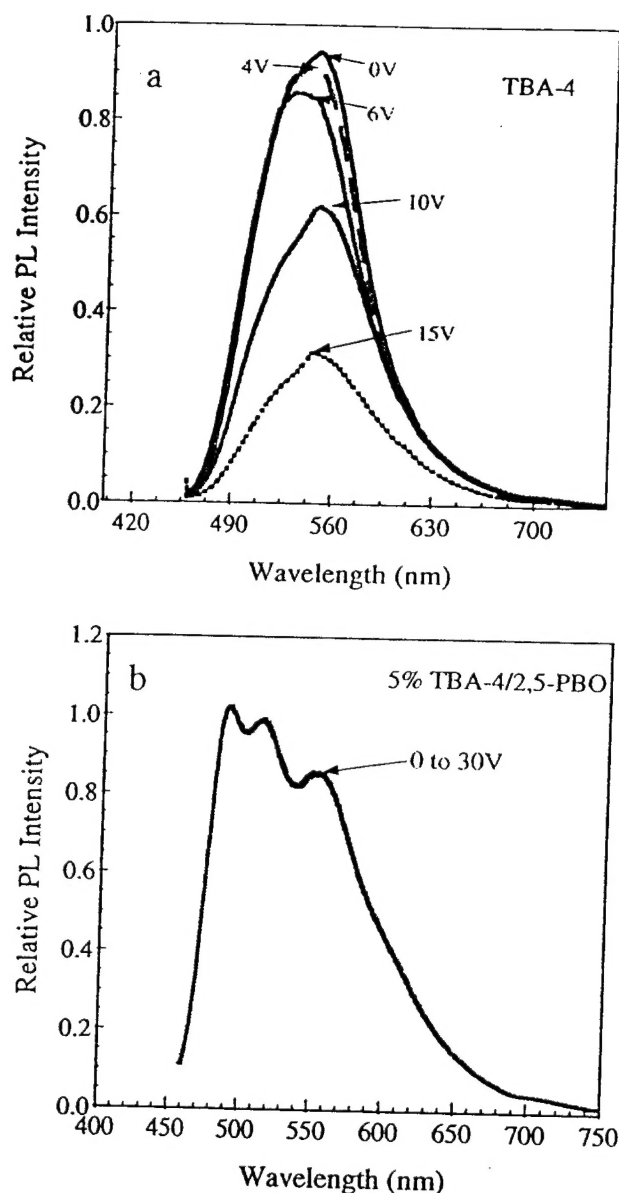 a
TBA-4
4V
0V
6V
10V
15V
Relative PL Intensity
1.0
0.8
0.6
0.4
0.2
0.0
420 490 560 630 700
Wavelength (nm)
b
5% TBA-4/2,5-PBO
0 to 30V
Relative PL Intensity
1.2
1.0
0.8
0.6
0.4
0.2
0.0
400 450 500 550 600 650 700 750
Wavelength (nm)